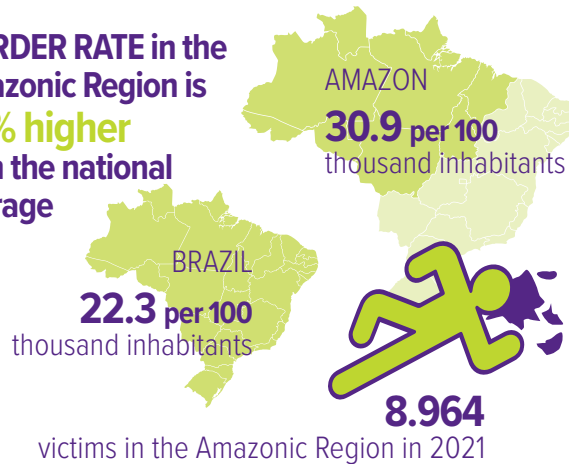 RDER RATE in the
azonic Region is
% higher
the national
rage
AMAZON
30.9 per 100
thousand inhabitants
BRAZIL
22.3 per 100
thousand inhabitants
8.964
victims in the Amazonic Region in 2021